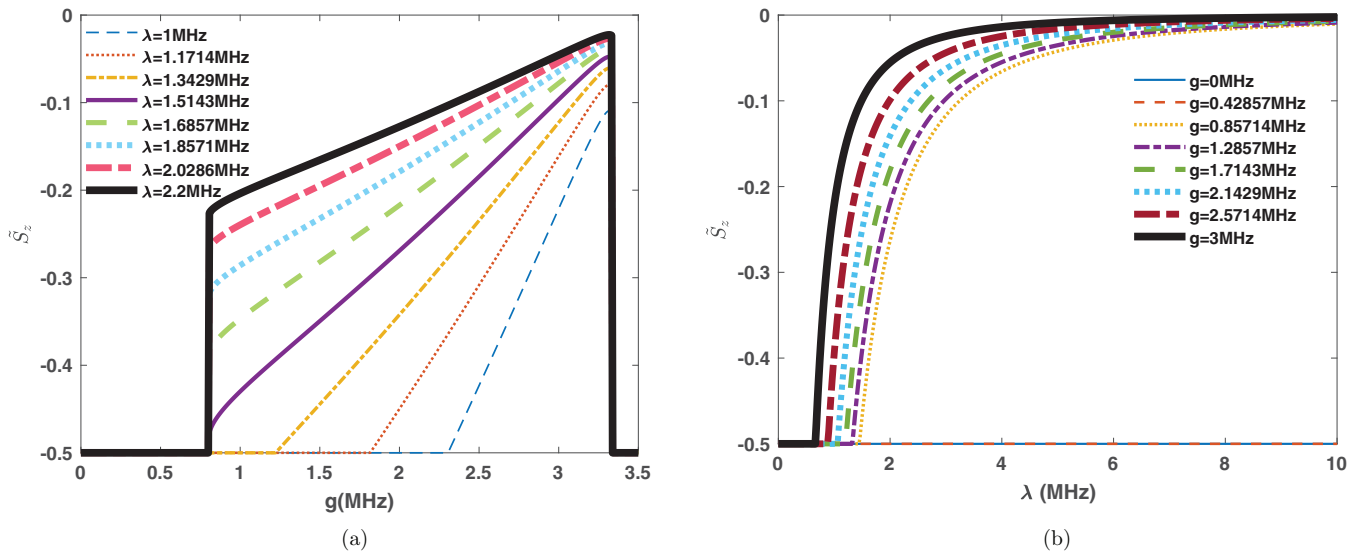 0
-0.1
-0.2
-0.3
-0.4
-0.5
S̃z
λ=1MHz
λ=1.1714MHz
λ=1.3429MHz
λ=1.5143MHz
λ=1.6857MHz
λ=1.8571MHz
λ=2.0286MHz
λ=2.2MHz
0 0.5 1 1.5 2 2.5 3 3.5
g(MHz)
(a)
0
-0.1
-0.2
-0.3
-0.4
-0.5
S̃z
g=0MHz
g=0.42857MHz
g=0.85714MHz
g=1.2857MHz
g=1.7143MHz
g=2.1429MHz
g=2.5714MHz
g=3MHz
0 2 4 6 8 10
λ (MHz)
(b)